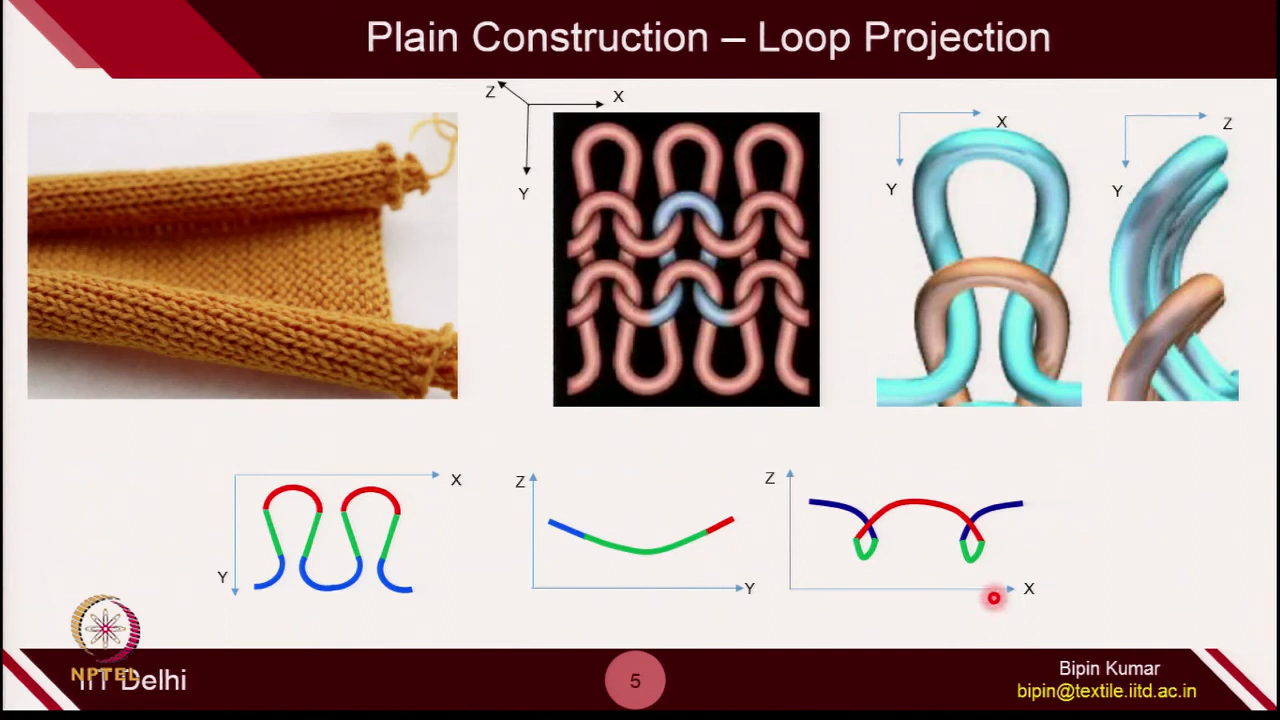 Plain Construction – Loop Projection
Z
X
Y
X
Y
Z
Y
X
Y
Z
Y
Z
X
NPTEL
IIT Delhi
5
Bipin Kumar
bipin@textile.iitd.ac.in